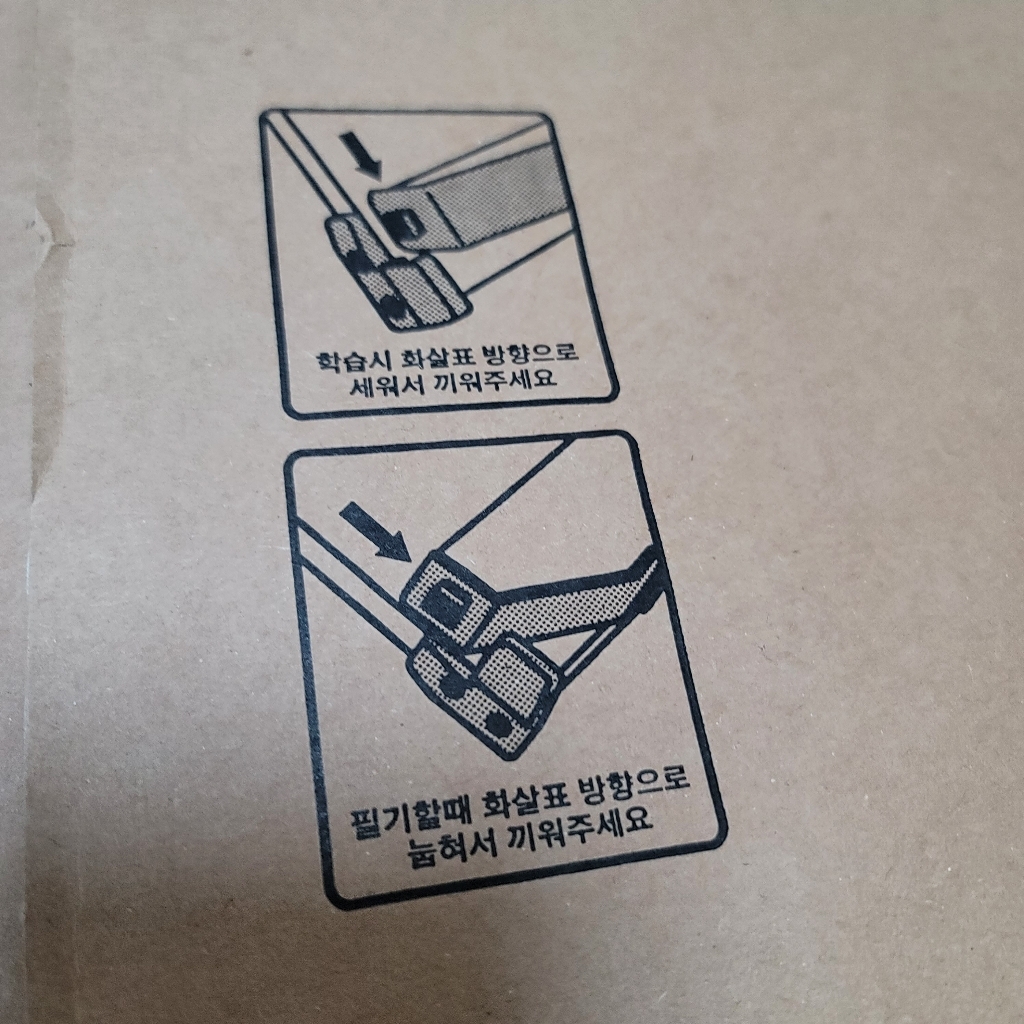 학습시 화살표 방향으로
세워서 끼워주세요
필기할때 화살표 방향으로
눕혀서 끼워주세요